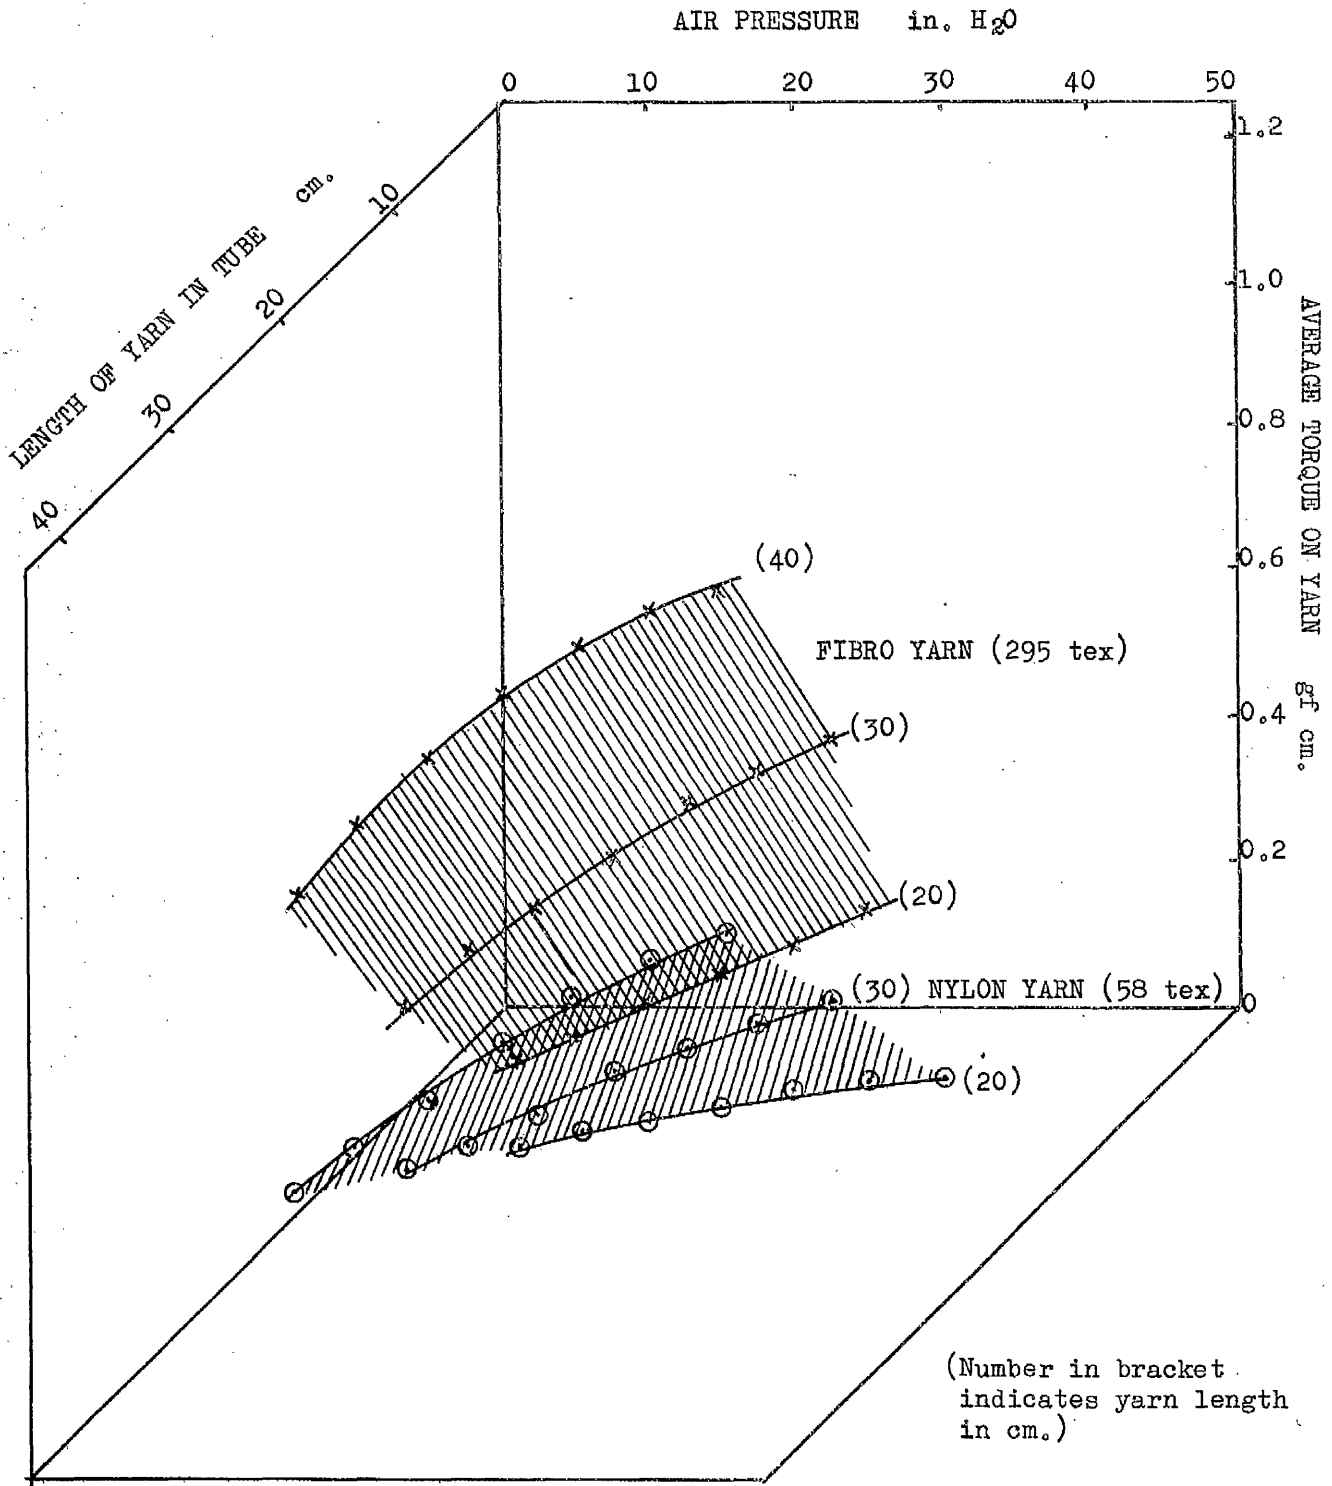 AIR PRESSURE in. H2O
0 10 20 30 40 50
1.2
1.0
0.8
0.6
0.4
0.2
0
AVERAGE TORQUE ON YARN gf cm.
LENGTH OF YARN IN TUBE cm.
10
20
30
40
(40)
FIBRO YARN (295 tex)
(30)
(20)
(30) NYLON YARN (58 tex)
(20)
(Number in bracket
indicates yarn length
in cm.)